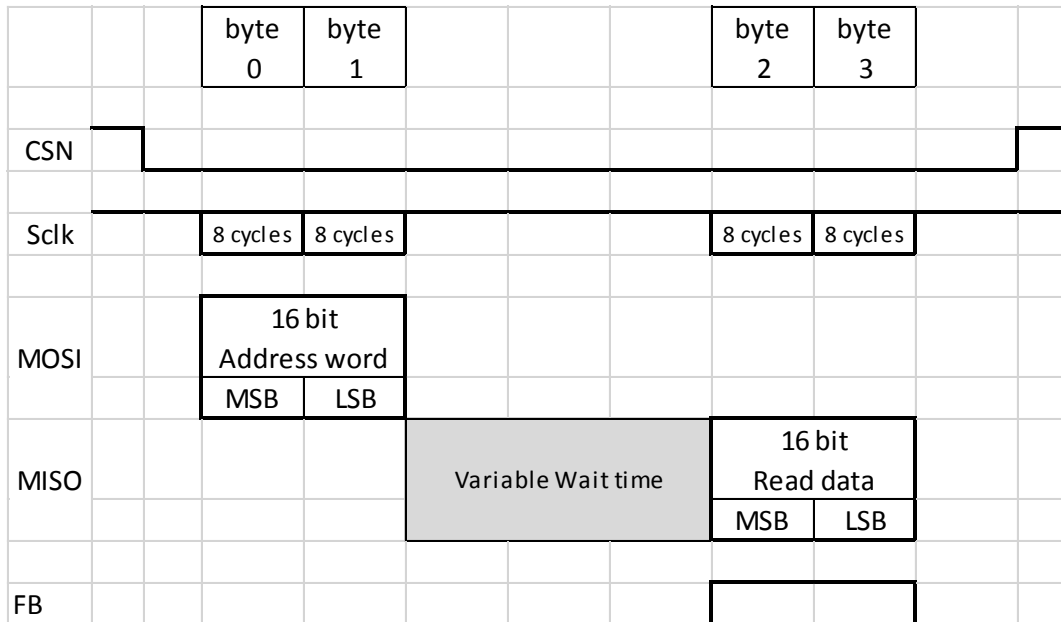 byte byte byte byte
0 1 2 3
CSN
Sclk 8 cycles 8 cycles 8 cycles 8 cycles
16 bit
MOSI Address word
MSB LSB
16 bit
MISO Variable Wait time Read data
MSB LSB
FB